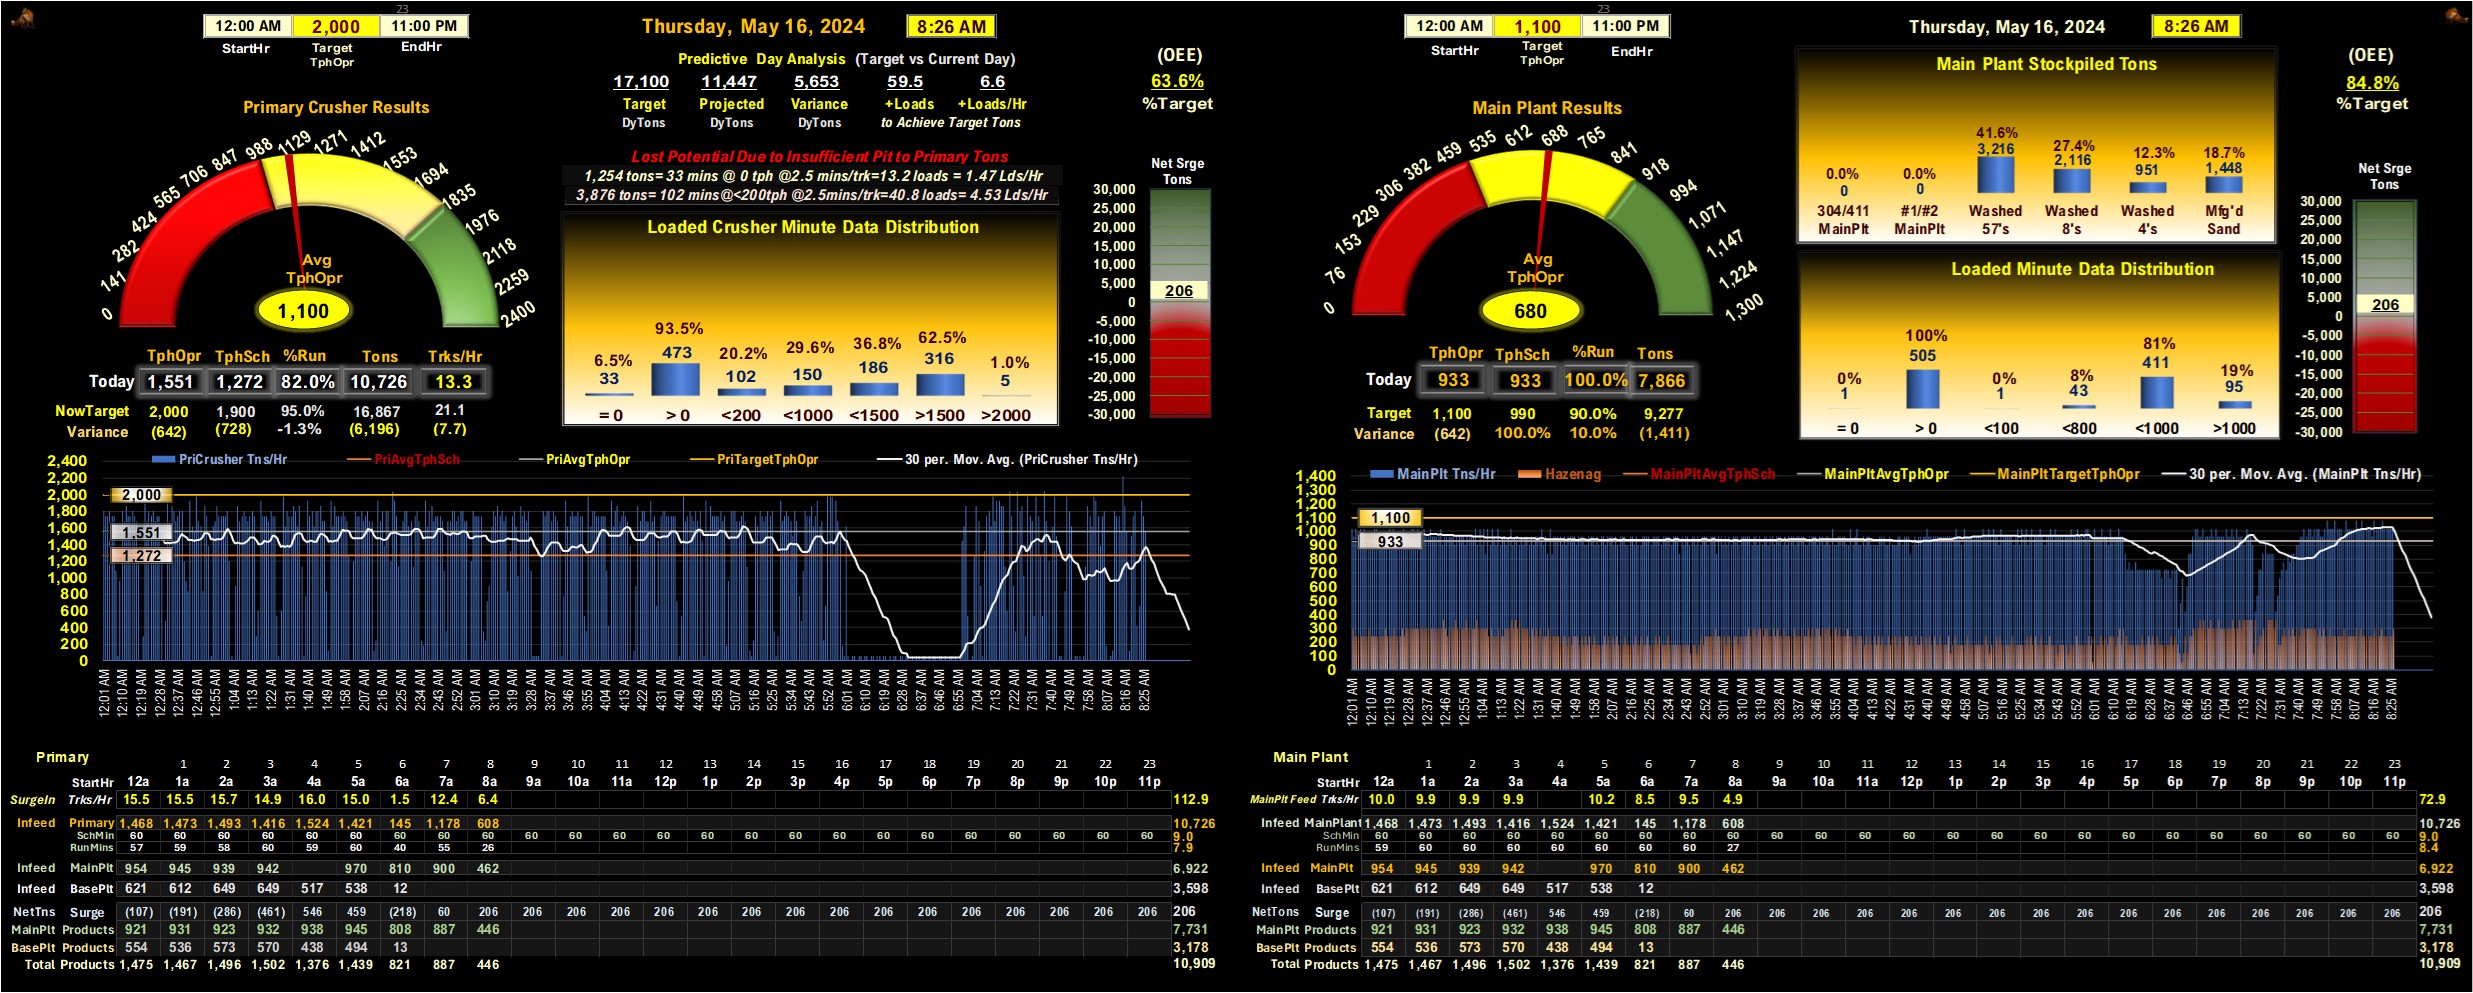 23
12:00 AM 2,000 11:00 PM
StartHr Target TphOpr EndHr
Thursday, May 16, 2024 8:26 AM
Predictive Day Analysis (Target vs Current Day)
17,100 11,447 5,653 59.5 6.6
Target Projected Variance +Loads +Loads/Hr
DyTons DyTons DyTons to Achieve Target Tons
(OEE)
63.6%
%Target
Primary Crusher Results
0 141 282 424 565 706 847 988 1129 1271 1412 1553 1694 1835 1976 2118 2259 2400
Avg
TphOpr
1,100
Lost Potential Due to Insufficient Pit to Primary Tons
1,254 tons= 33 mins @ 0 tph @2.5 mins/trk=13.2 loads = 1.47 Lds/Hr
3,876 tons= 102 mins@<200tph @2.5mins/trk=40.8 loads= 4.53 Lds/Hr
Loaded Crusher Minute Data Distribution
6.5% 93.5% 20.2% 29.6% 36.8% 62.5% 1.0%
33 473 102 150 186 316 5
= 0 > 0 <200 <1000 <1500 >1500 >2000
Net Srge
Tons
30,000
25,000
20,000
15,000
10,000
5,000
0
-5,000
-10,000
-15,000
-20,000
-25,000
-30,000
206
TphOpr TphSch %Run Tons Trks/Hr
Today 1,551 1,272 82.0% 10,726 13.3
NowTarget 2,000 1,900 95.0% 16,867 21.1
Variance (642) (728) -1.3% (6,196) (7.7)
PriCrusher Tns/Hr PriAvgTphSch PriAvgTphOpr PriTargetTphOpr 30 per. Mov. Avg. (PriCrusher Tns/Hr)
2,400
2,200
2,000
1,800
1,600
1,400
1,200
1,000
800
600
400
200
0
2,000
1,551
1,272
12:01 AM 12:10 AM 12:19 AM 12:28 AM 12:37 AM 12:46 AM 12:55 AM 1:04 AM 1:13 AM 1:22 AM 1:31 AM 1:40 AM 1:49 AM 1:58 AM 2:07 AM 2:16 AM 2:25 AM 2:34 AM 2:43 AM 2:52 AM 3:01 AM 3:10 AM 3:19 AM 3:28 AM 3:37 AM 3:46 AM 3:55 AM 4:04 AM 4:13 AM 4:22 AM 4:31 AM 4:40 AM 4:49 AM 4:58 AM 5:07 AM 5:16 AM 5:25 AM 5:34 AM 5:43 AM 5:52 AM 6:01 AM 6:10 AM 6:19 AM 6:28 AM 6:37 AM 6:46 AM 6:55 AM 7:04 AM 7:13 AM 7:22 AM 7:31 AM 7:40 AM 7:49 AM 7:58 AM 8:07 AM 8:16 AM 8:25 AM
Primary
1 2 3 4 5 6 7 8 9 10 11 12 13 14 15 16 17 18 19 20 21 22 23
StartHr 12a 1a 2a 3a 4a 5a 6a 7a 8a 9a 10a 11a 12p 1p 2p 3p 4p 5p 6p 7p 8p 9p 10p 11p
SurgeIn Trks/Hr 15.5 15.5 15.7 14.9 16.0 15.0 1.5 12.4 6.4 112.9
Infeed Primary 1,468 1,473 1,493 1,416 1,524 1,421 145 1,178 608 10,726
SchMin 60 60 60 60 60 60 60 60 60 60 60 60 60 60 60 60 60 60 60 60 60 60 60 60 9.0
RunMins 57 59 58 60 59 60 40 55 26 7.9
Infeed MainPlt 954 945 939 942 970 810 900 462 6,922
Infeed BasePlt 621 612 649 649 517 538 12 3,598
NetTns Surge (107) (191) (286) (461) 546 459 (218) 60 206 206 206 206 206 206 206 206 206 206 206 206 206 206 206 206 206
MainPlt Products 921 931 923 932 938 945 808 887 446 7,731
BasePlt Products 554 536 573 570 438 494 13 3,178
Total Products 1,475 1,467 1,496 1,502 1,376 1,439 821 887 446 10,909
23
12:00 AM 1,100 11:00 PM
StartHr Target TphOpr EndHr
Thursday, May 16, 2024 8:26 AM
(OEE)
84.8%
%Target
Main Plant Results
0 76 153 229 306 382 459 535 612 688 765 841 918 994 1,071 1,147 1,224 1,300
Avg
TphOpr
680
Main Plant Stockpiled Tons
0.0% 0.0% 41.6% 27.4% 12.3% 18.7%
0 0 3,216 2,116 951 1,448
304/411 #1/#2 Washed Washed Washed Mfg'd
MainPlt MainPlt 57's 8's 4's Sand
Loaded Minute Data Distribution
0% 100% 0% 8% 81% 19%
1 505 1 43 411 95
= 0 > 0 <100 <800 <1000 >1000
Net Srge
Tons
30,000
25,000
20,000
15,000
10,000
5,000
0
-5,000
-10,000
-15,000
-20,000
-25,000
-30,000
206
TphOpr TphSch %Run Tons
Today 933 933 100.0% 7,866
Target 1,100 990 90.0% 9,277
Variance (642) 100.0% 10.0% (1,411)
MainPlt Tns/Hr Hazenag MainPltAvgTphSch MainPltAvgTphOpr MainPltTargetTphOpr 30 per. Mov. Avg. (MainPlt Tns/Hr)
1,400
1,300
1,200
1,100
1,000
900
800
700
600
500
400
300
200
100
0
1,100
933
12:01 AM 12:10 AM 12:19 AM 12:28 AM 12:37 AM 12:46 AM 12:55 AM 1:04 AM 1:13 AM 1:22 AM 1:31 AM 1:40 AM 1:49 AM 1:58 AM 2:07 AM 2:16 AM 2:25 AM 2:34 AM 2:43 AM 2:52 AM 3:01 AM 3:10 AM 3:19 AM 3:28 AM 3:37 AM 3:46 AM 3:55 AM 4:04 AM 4:13 AM 4:22 AM 4:31 AM 4:40 AM 4:49 AM 4:58 AM 5:07 AM 5:16 AM 5:25 AM 5:34 AM 5:43 AM 5:52 AM 6:01 AM 6:10 AM 6:19 AM 6:28 AM 6:37 AM 6:46 AM 6:55 AM 7:04 AM 7:13 AM 7:22 AM 7:31 AM 7:40 AM 7:49 AM 7:58 AM 8:07 AM 8:16 AM 8:25 AM
Main Plant
1 2 3 4 5 6 7 8 9 10 11 12 13 14 15 16 17 18 19 20 21 22 23
StartHr 12a 1a 2a 3a 4a 5a 6a 7a 8a 9a 10a 11a 12p 1p 2p 3p 4p 5p 6p 7p 8p 9p 10p 11p
MainPlt Feed Trks/Hr 10.0 9.9 9.9 9.9 10.2 8.5 9.5 4.9 72.9
Infeed MainPlant 1,468 1,473 1,493 1,416 1,524 1,421 145 1,178 608 10,726
SchMin 60 60 60 60 60 60 60 60 60 60 60 60 60 60 60 60 60 60 60 60 60 60 60 60 9.0
RunMins 59 60 60 60 60 60 60 60 27 8.4
Infeed MainPlt 954 945 939 942 970 810 900 462 6,922
Infeed BasePlt 621 612 649 649 517 538 12 3,598
NetTons Surge (107) (191) (286) (461) 546 459 (218) 60 206 206 206 206 206 206 206 206 206 206 206 206 206 206 206 206 206
MainPlt Products 921 931 923 932 938 945 808 887 446 7,731
BasePlt Products 554 536 573 570 438 494 13 3,178
Total Products 1,475 1,467 1,496 1,502 1,376 1,439 821 887 446 10,909